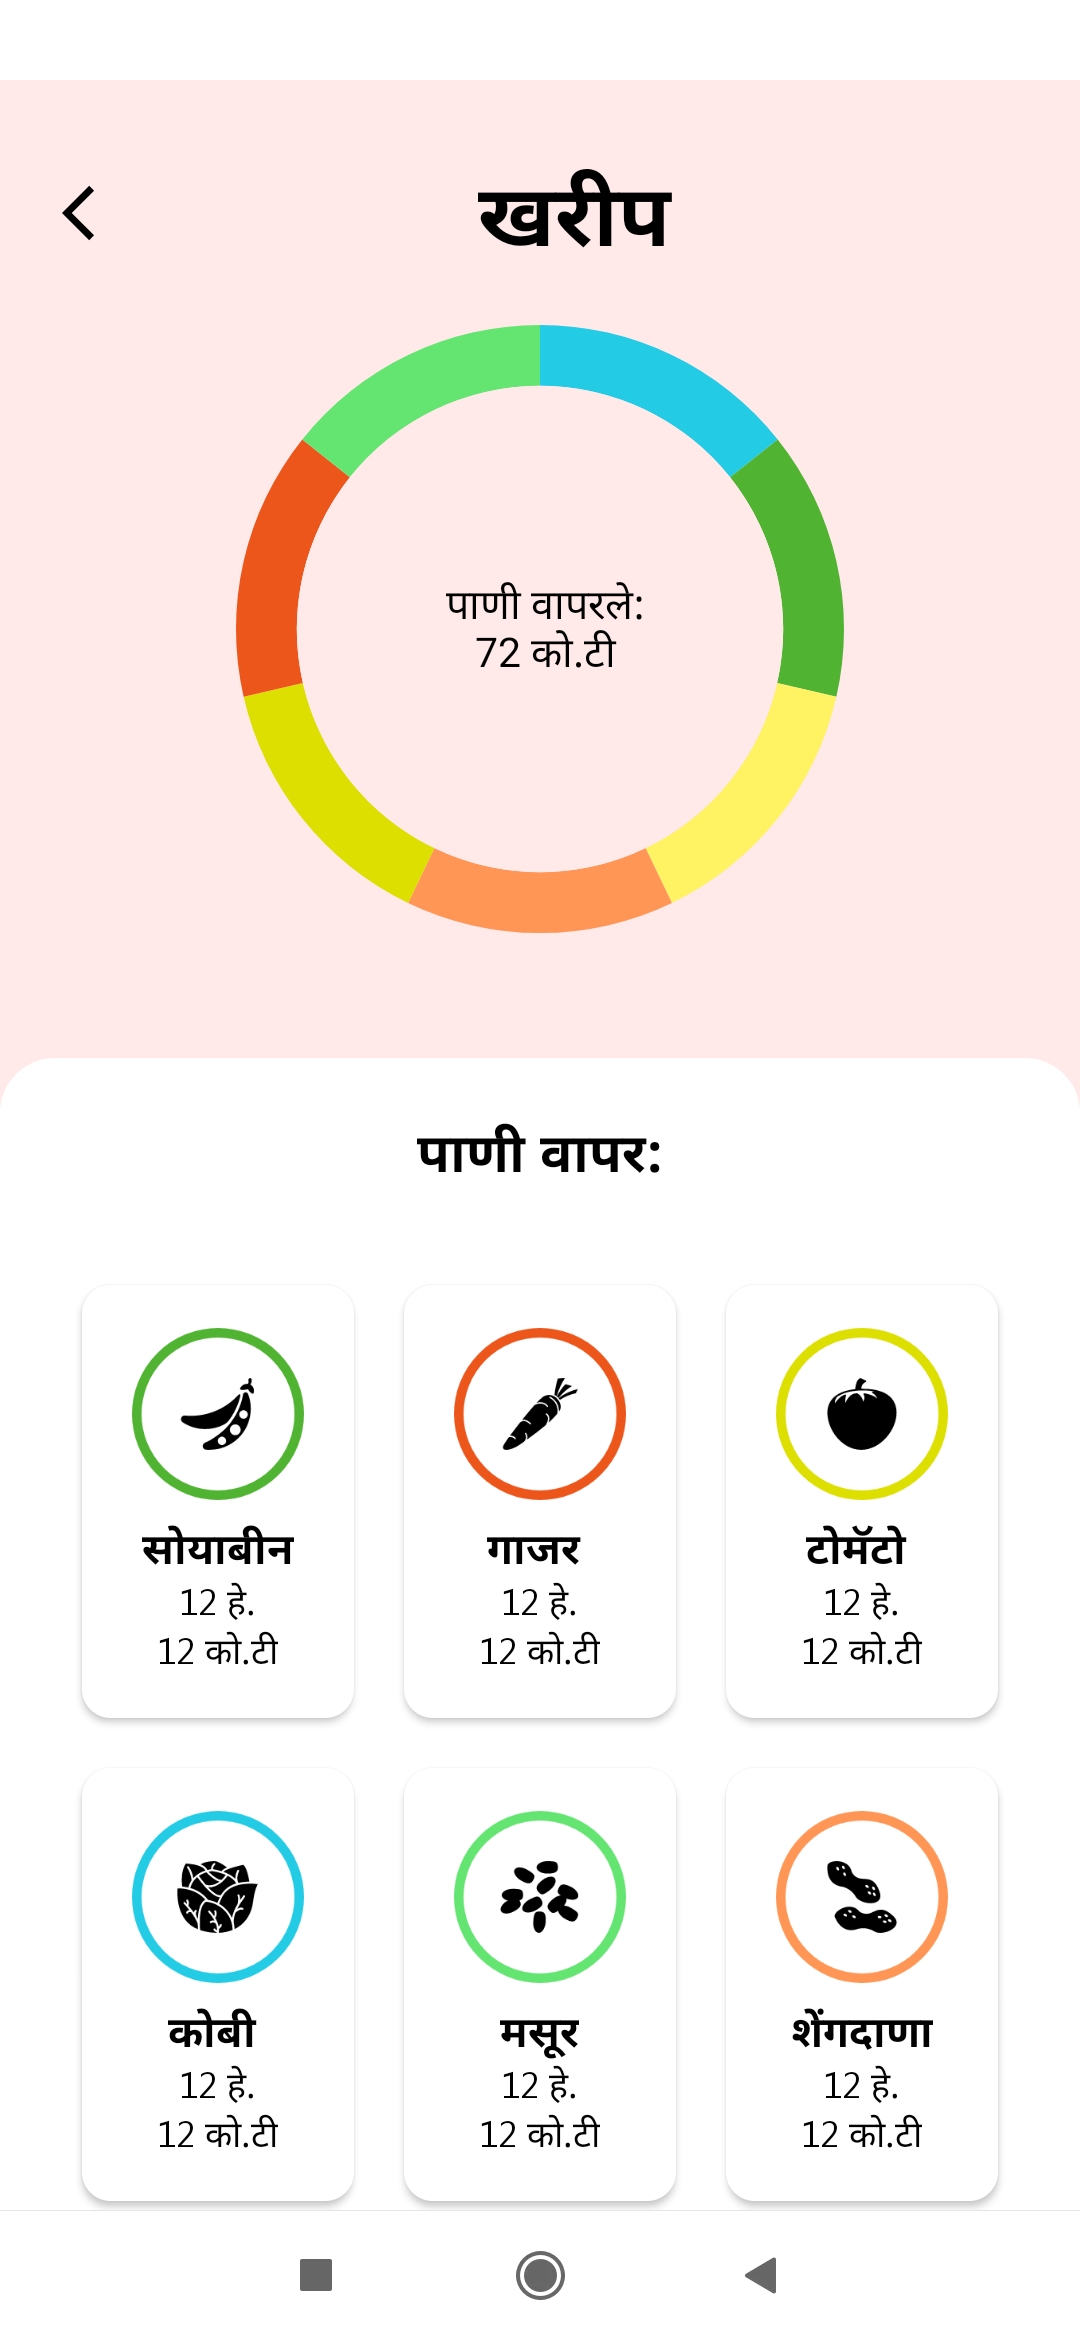 खरीप
पाणी वापरले:
72 को.टी
पाणी वापर:
सोयाबीन
12 हे.
12 को.टी
गाजर
12 हे.
12 को.टी
टोमॅटो
12 हे.
12 को.टी
कोबी
12 हे.
12 को.टी
मसूर
12 हे.
12 को.टी
शेंगदाणा
12 हे.
12 को.टी